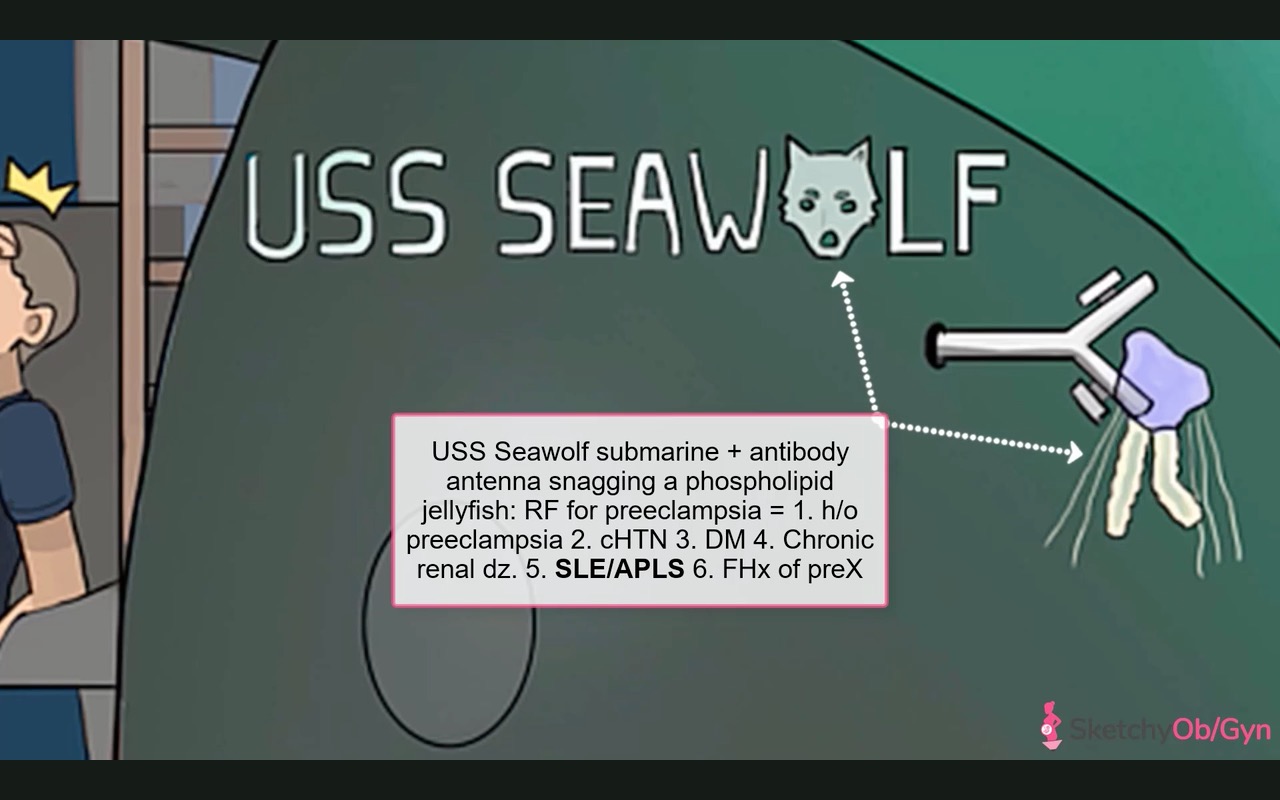 USS SEAWOLF
USS Seawolf submarine + antibody
antenna snagging a phospholipid
jellyfish: RF for preeclampsia = 1. h/o
preeclampsia 2. cHTN 3. DM 4. Chronic
renal dz. 5. SLE/APLS 6. FHx of preX
SketchyOb/Gyn